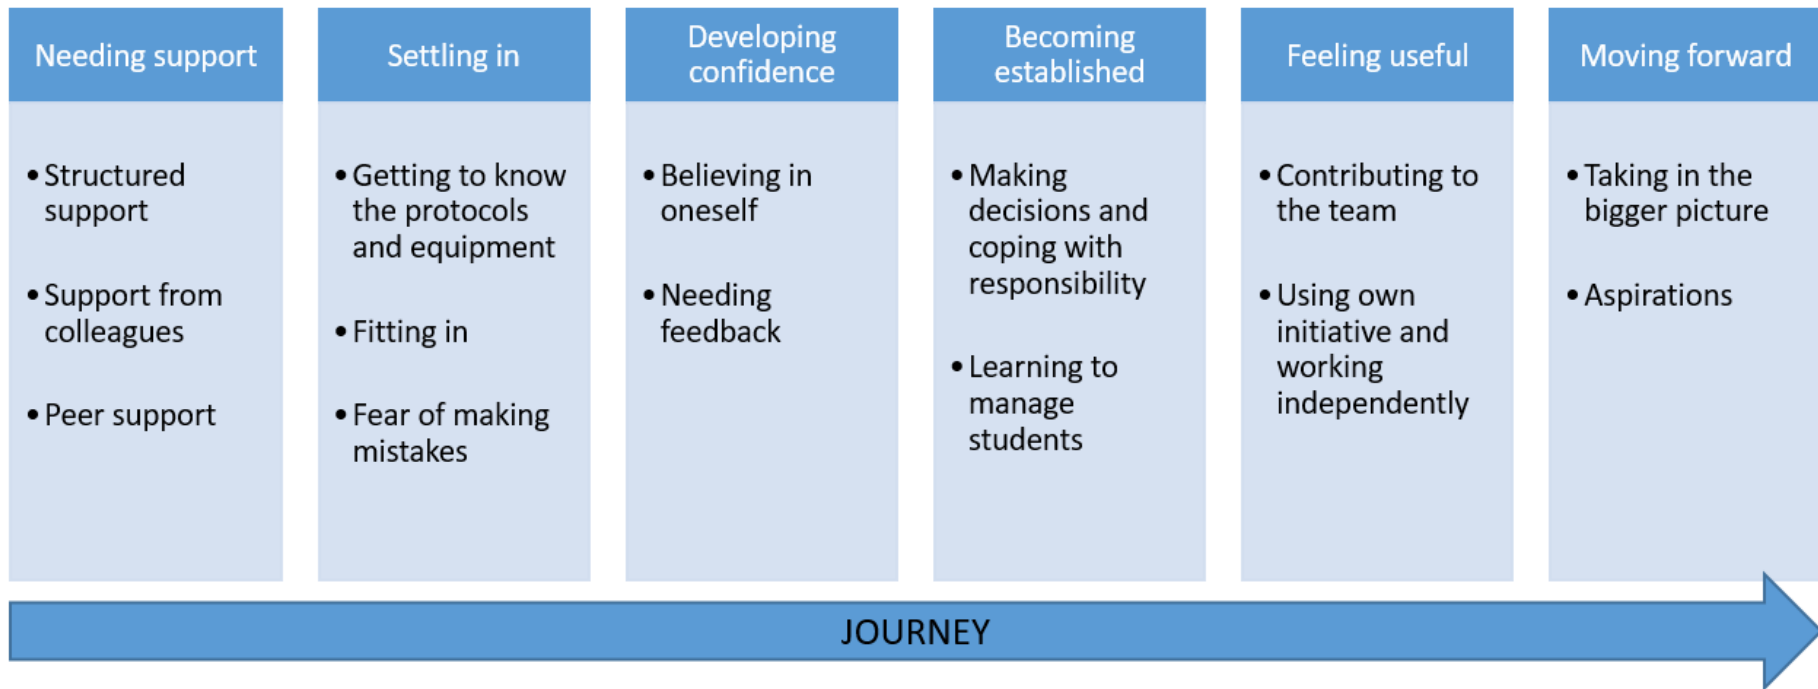 Needing support
• Structured
support
• Support from
colleagues
• Peer support
Settling in
• Getting to know
the protocols
and equipment
• Fitting in
• Fear of making
mistakes
Developing
confidence
• Believing in
oneself
• Needing
feedback
Becoming
established
• Making
decisions and
coping with
responsibility
• Learning to
manage
students
Feeling useful
• Contributing to
the team
• Using own
initiative and
working
independently
Moving forward
• Taking in the
bigger picture
• Aspirations
JOURNEY